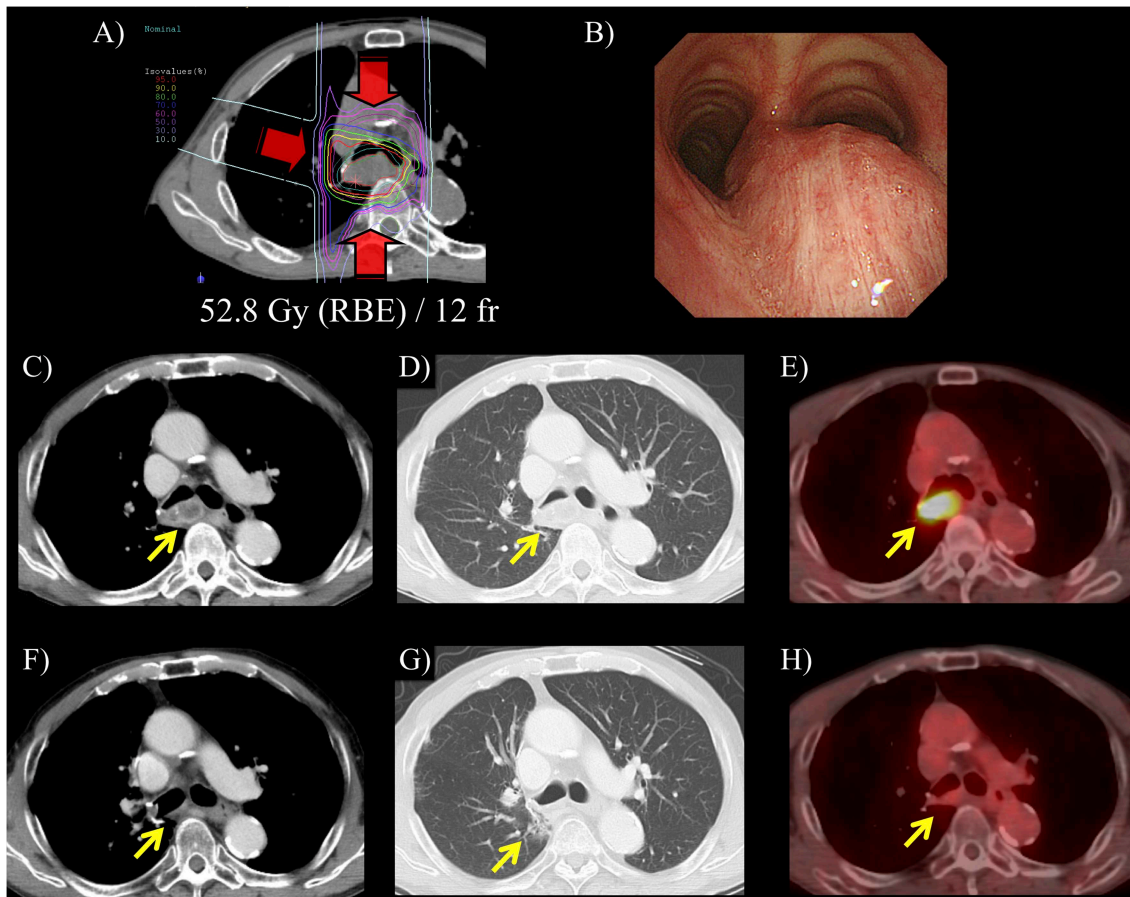 A)
Nominal
Isovalues(%)
95.0
90.0
80.0
70.0
60.0
50.0
30.0
10.0
52.8 Gy (RBE) / 12 fr
B)
C)
D)
E)
F)
G)
H)